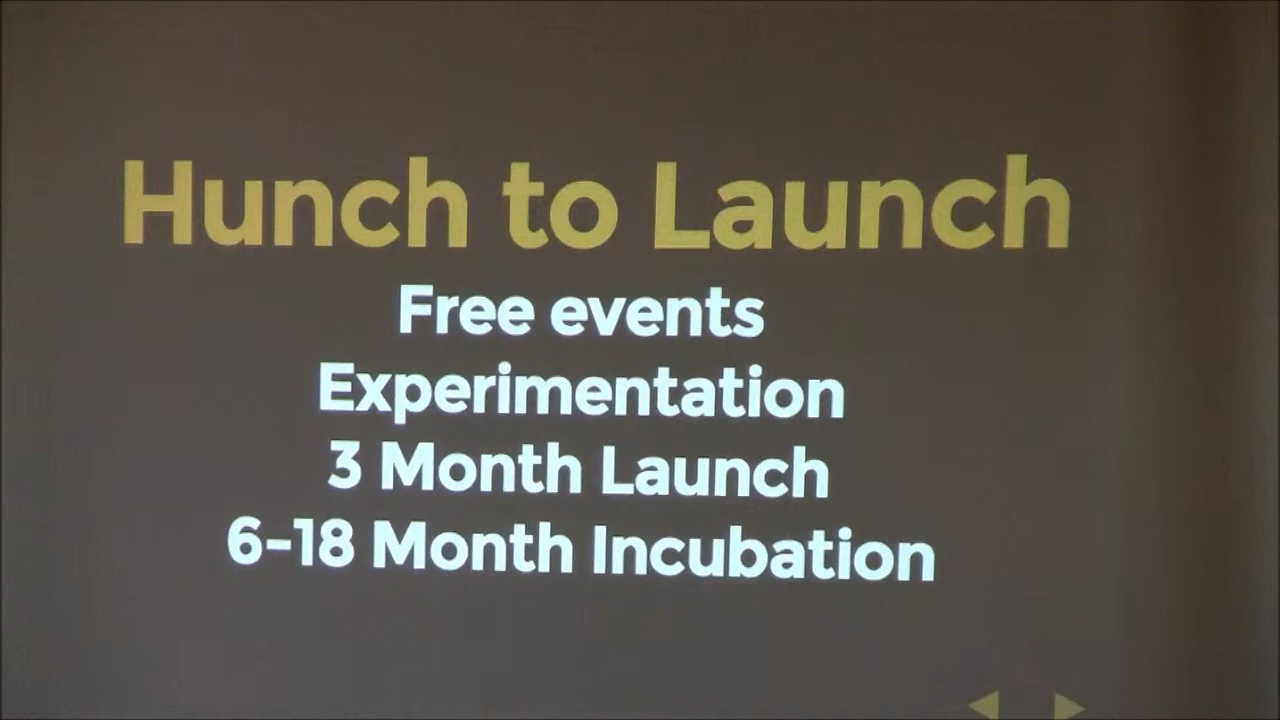 Hunch to Launch
Free events
Experimentation
3 Month Launch
6-18 Month Incubation